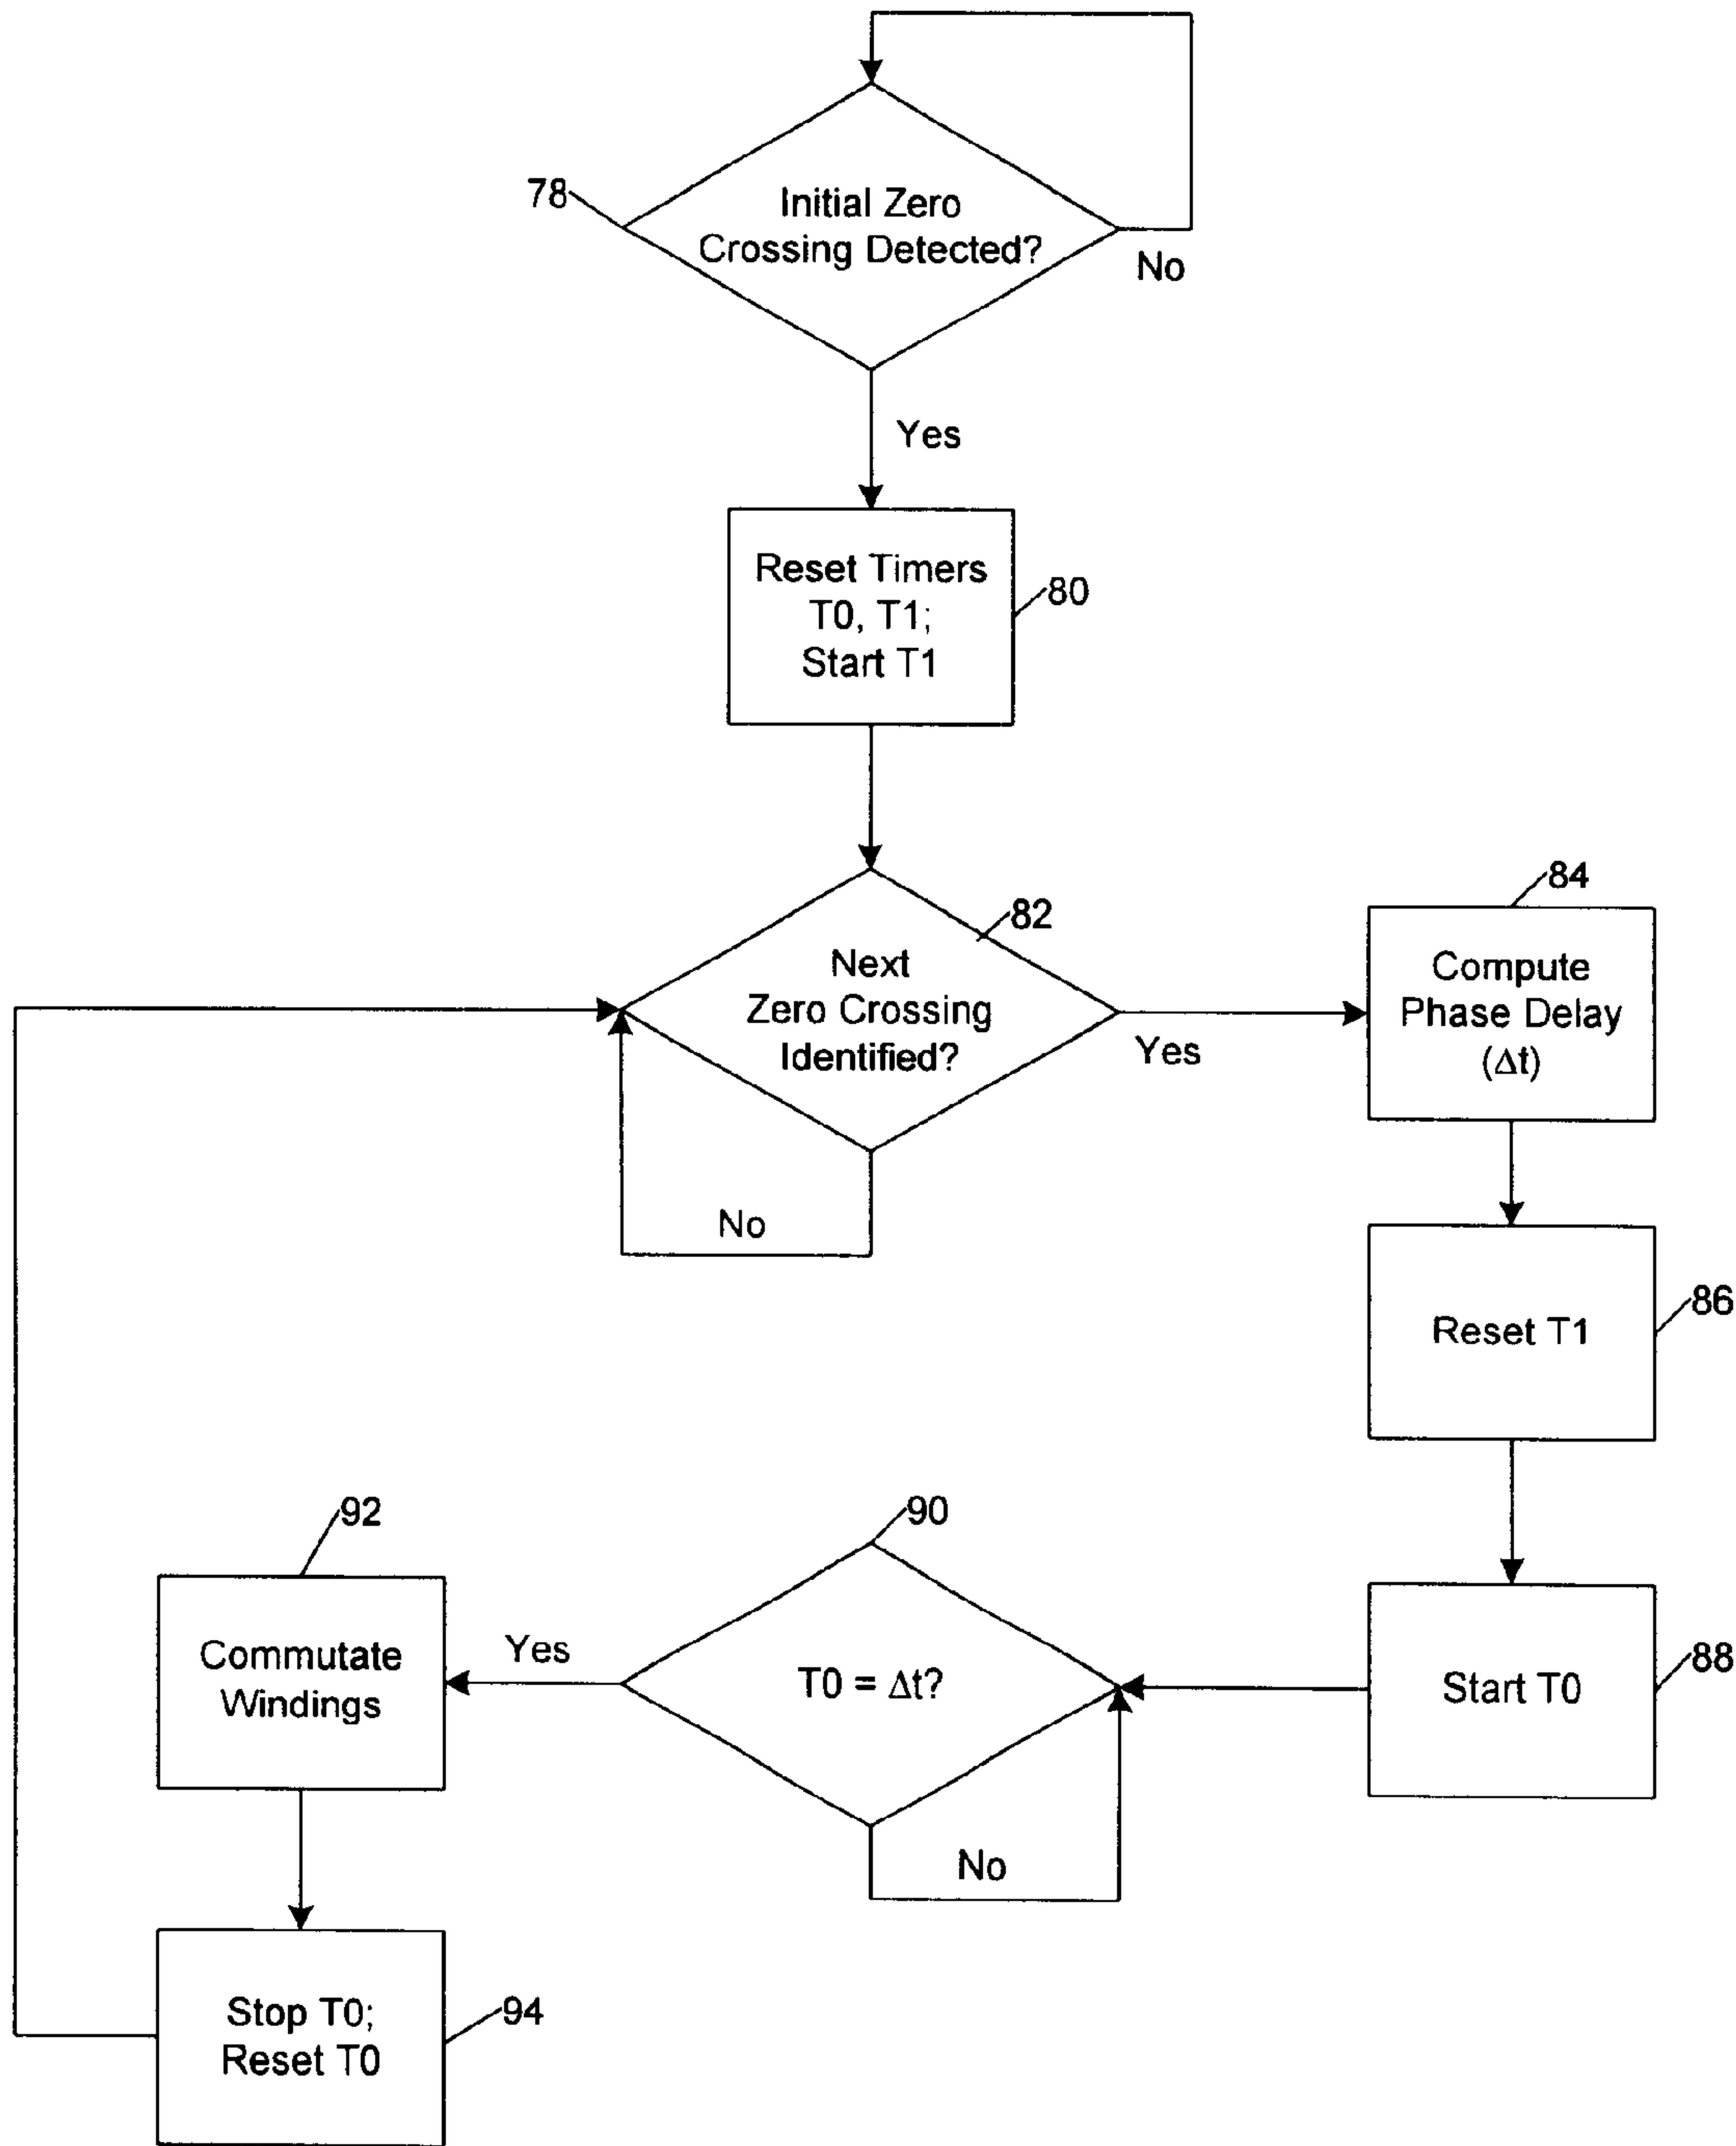 78
Initial Zero
Crossing Detected?
No
Yes
Reset Timers
T0, T1;
Start T1
80
82
Next
Zero Crossing
Identified?
Yes
No
84
Compute
Phase Delay
(Δt)
86
Reset T1
88
Start T0
90
T0 = Δt?
Yes
No
92
Commutate
Windings
94
Stop T0;
Reset T0